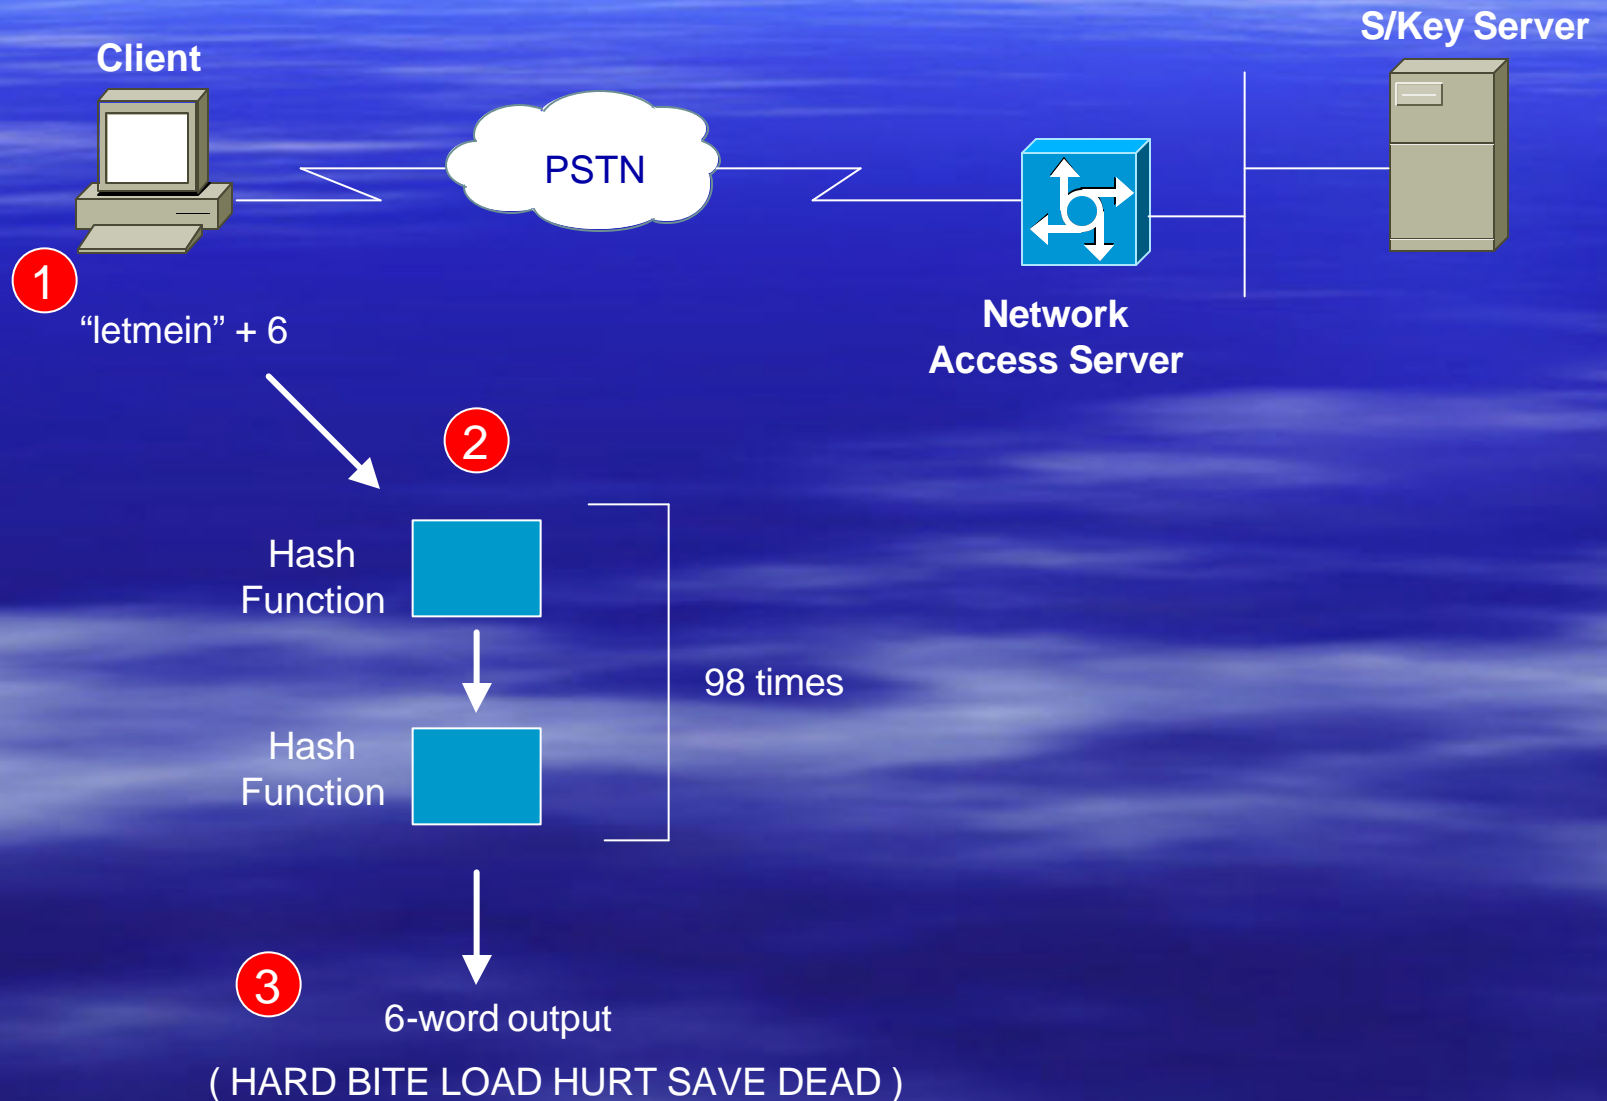 S/Key Server
Client
PSTN
Network
Access Server
1
“letmein” + 6
2
Hash
Function
98 times
Hash
Function
3
6-word output
( HARD BITE LOAD HURT SAVE DEAD )